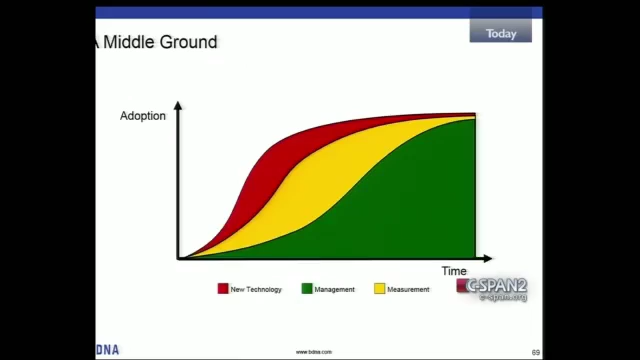 Today
A Middle Ground
Adoption
Time
New Technology
Management
Measurement
C-SPAN2
c-span.org
DNA
www.bdna.com
69